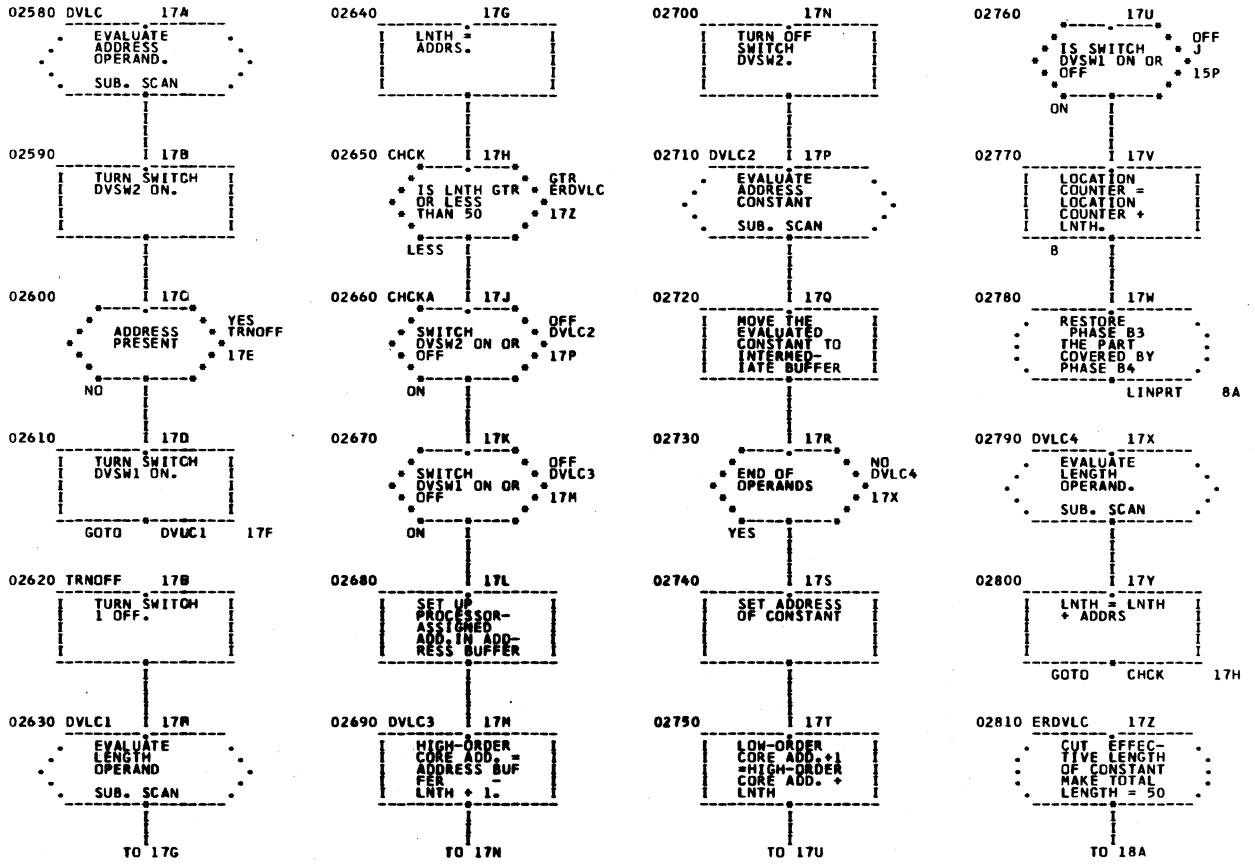 02580 DVLC 17A
EVALUATE
ADDRESS
OPERAND.
SUB. SCAN
02590 17B
TURN SWITCH
DVSW2 ON.
02600 17C
ADDRESS
PRESENT
YES
TRNOFF
17E
NO
02610 17D
TURN SWITCH
DVSW1 ON.
GOTO DVLC1 17F
02620 TRNOFF 17B
TURN SWITCH
1 OFF.
02630 DVLC1 17R
EVALUATE
LENGTH
OPERAND
SUB. SCAN
TO 17G
02640 17G
LNTH =
ADDRS.
02650 CHCK 17H
IS LNTH GTR
OR LESS
THAN 50
GTR
ERDVLC
17Z
LESS
02660 CHCKA 17J
SWITCH
DVSW2 ON OR
OFF
OFF
DVLC2
17P
ON
02670 17K
SWITCH
DVSW1 ON OR
OFF
OFF
DVLC3
17M
ON
02680 17L
SET UP
PROCESSOR-
ASSIGNED
ADD.IN ADD-
RESS BUFFER
02690 DVLC3 17M
HIGH-ORDER
CORE ADD. =
ADDRESS BUF
FER -
LNTH + 1.
TO 17N
02700 17N
TURN OFF
SWITCH
DVSW2.
02710 DVLC2 17P
EVALUATE
ADDRESS
CONSTANT
SUB. SCAN
02720 17Q
MOVE THE
EVALUATED
CONSTANT TO
INTERMED-
IATE BUFFER
02730 17R
END OF
OPERANDS
NO
DVLC4
17X
YES
02740 17S
SET ADDRESS
OF CONSTANT
02750 17T
LOW-ORDER
CORE ADD.+1
=HIGH-ORDER
CORE ADD. +
LNTH
TO 17U
02760 17U
IS SWITCH
DVSW1 ON OR
OFF
OFF
J
15P
ON
02770 17V
LOCATION
COUNTER =
LOCATION
COUNTER +
LNTH.
B
02780 17W
RESTORE
PHASE B3
THE PART
COVERED BY
PHASE B4
LINPRT 8A
02790 DVLC4 17X
EVALUATE
LENGTH
OPERAND.
SUB. SCAN
02800 17Y
LNTH = LNTH
+ ADDRS
GOTO CHCK 17H
02810 ERDVLC 17Z
CUT EFFEC-
TIVE LENGTH
OF CONSTANT
MAKE TOTAL
LENGTH = 50
TO 18A